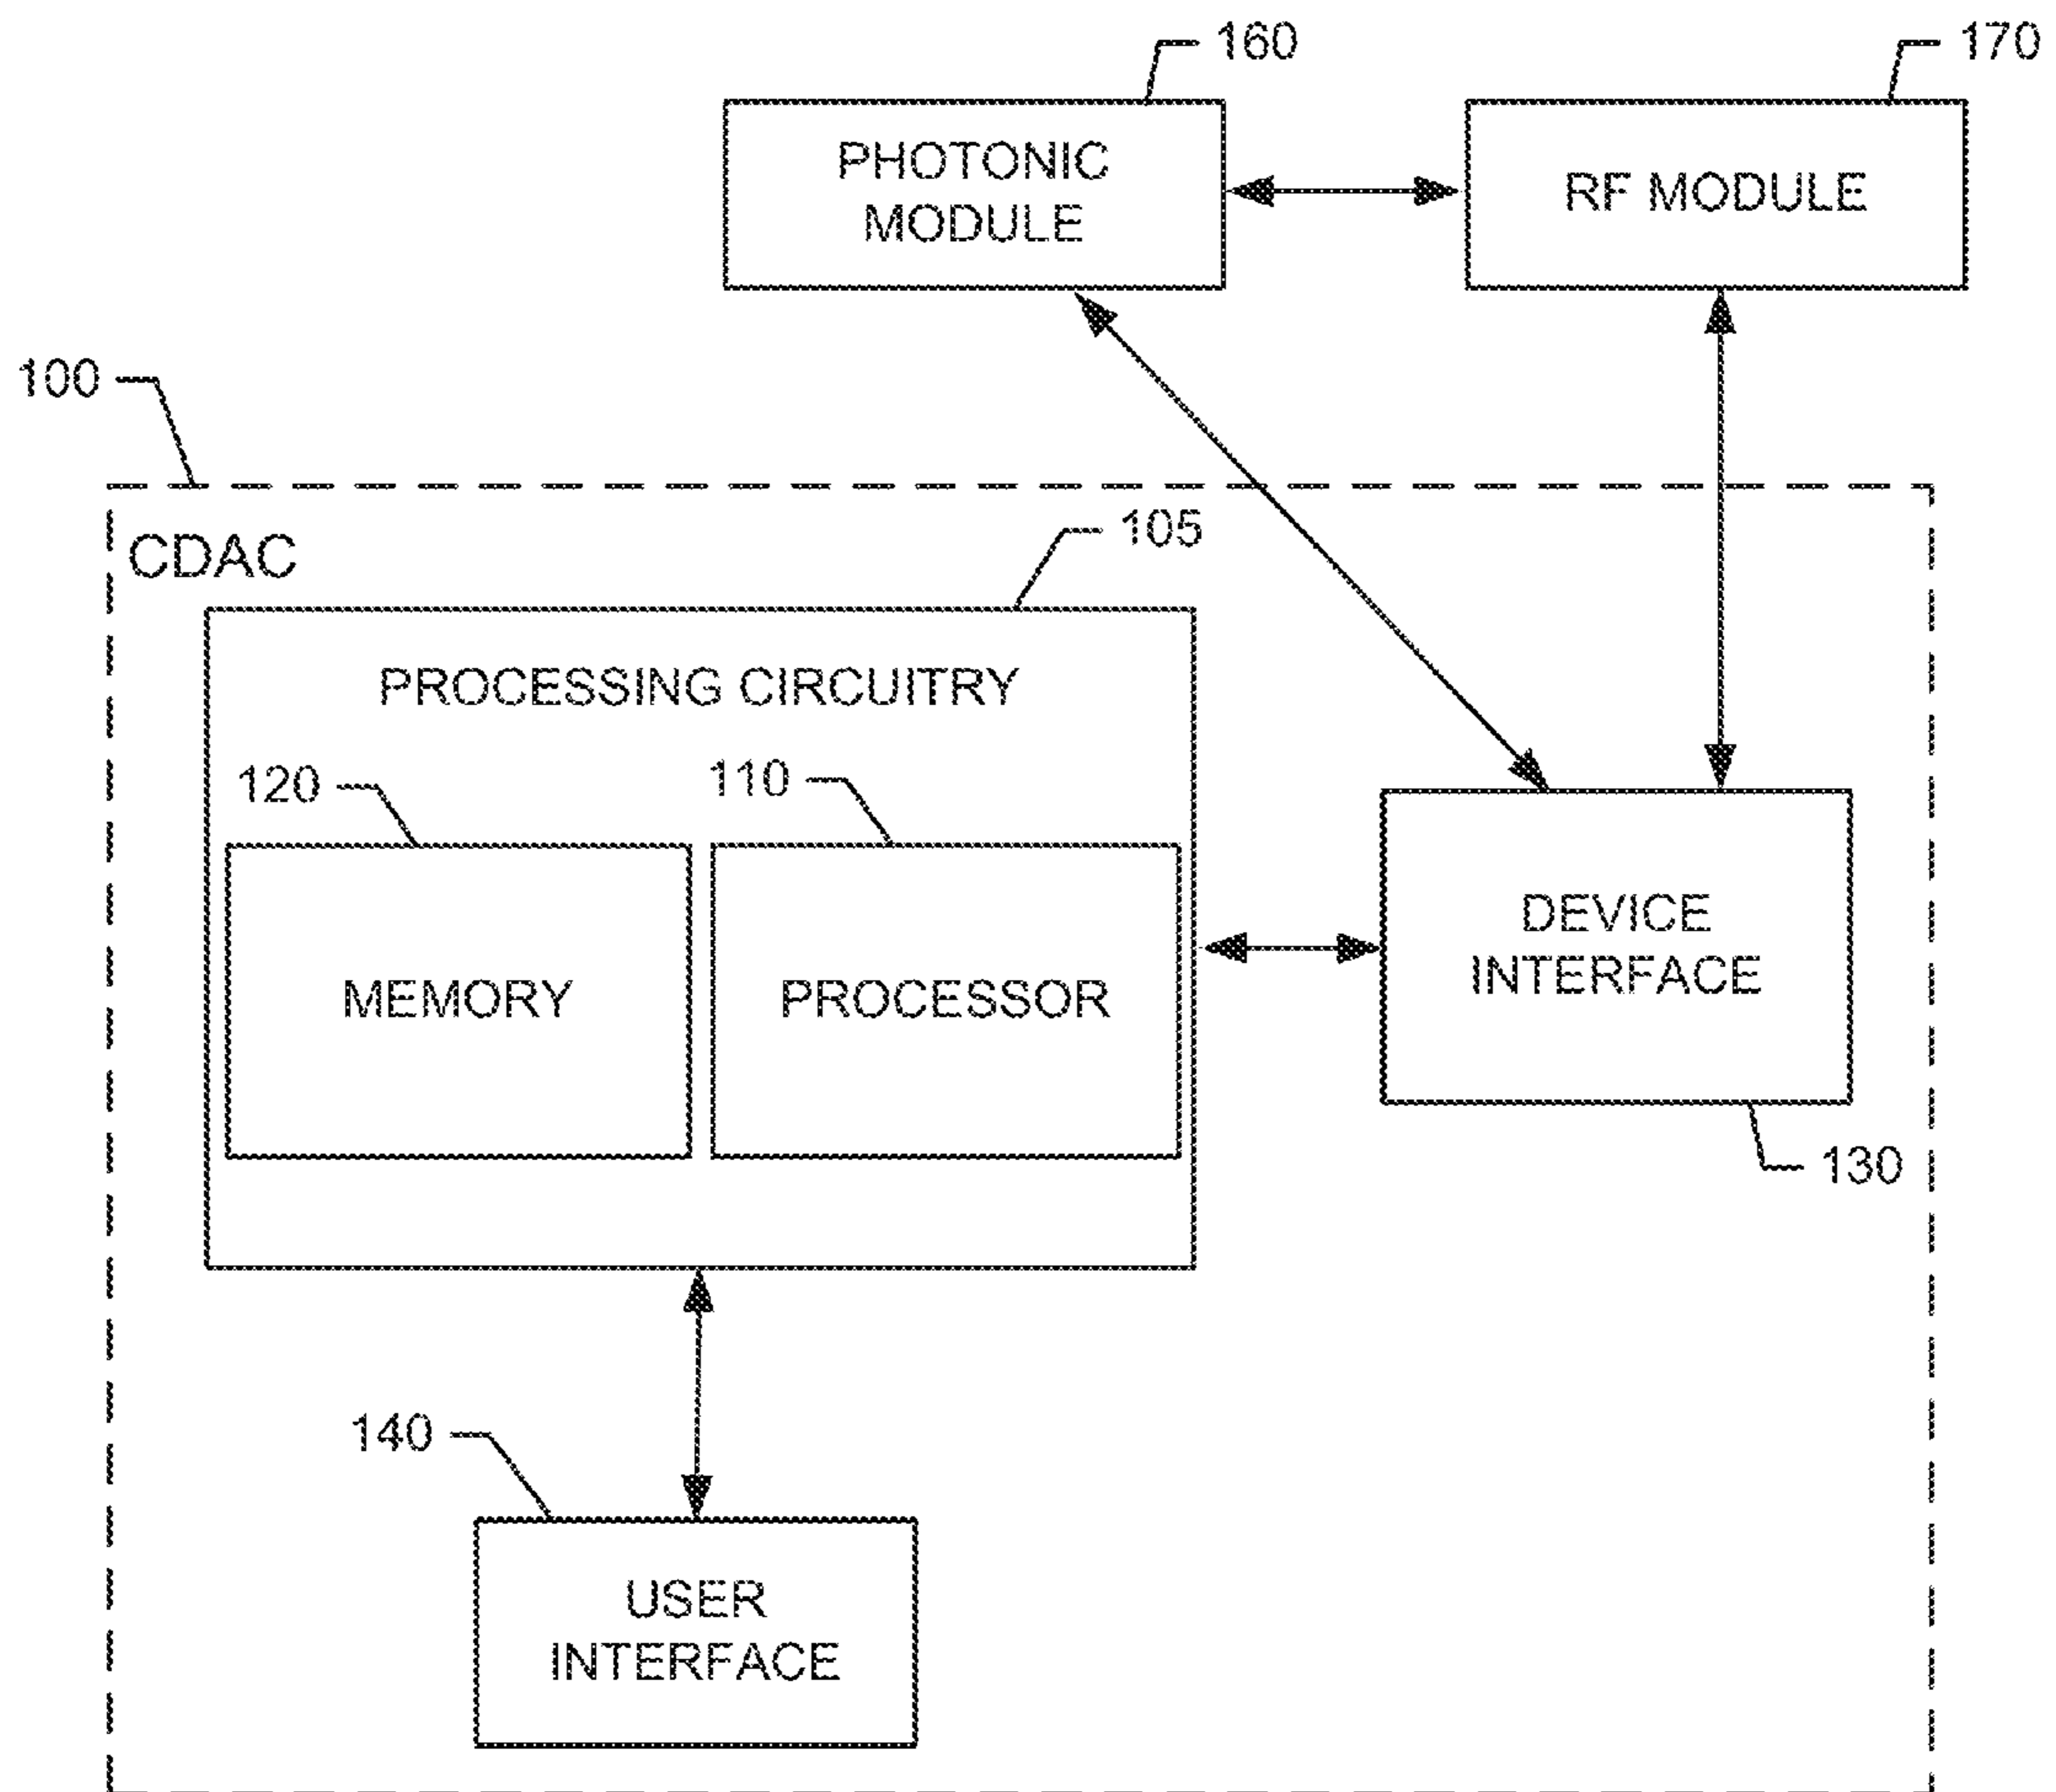 160
170
PHOTONIC
MODULE
RF MODULE
100
CDAC
105
PROCESSING CIRCUITRY
120
110
MEMORY
PROCESSOR
DEVICE
INTERFACE
130
140
USER
INTERFACE